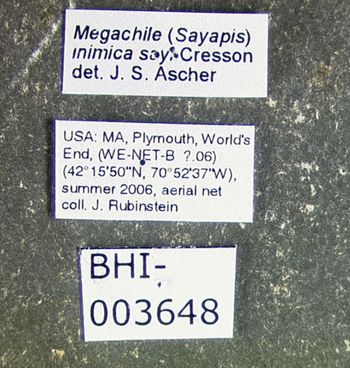 Megachile (Sayapis)
inimica sayi Cresson
det. J. S. Ascher
USA: MA, Plymouth, World's
End, (WE-NET-B ?.06)
(42°15'50"N, 70°52'37"W),
summer 2006, aerial net
coll. J. Rubinstein
BHI-
003648